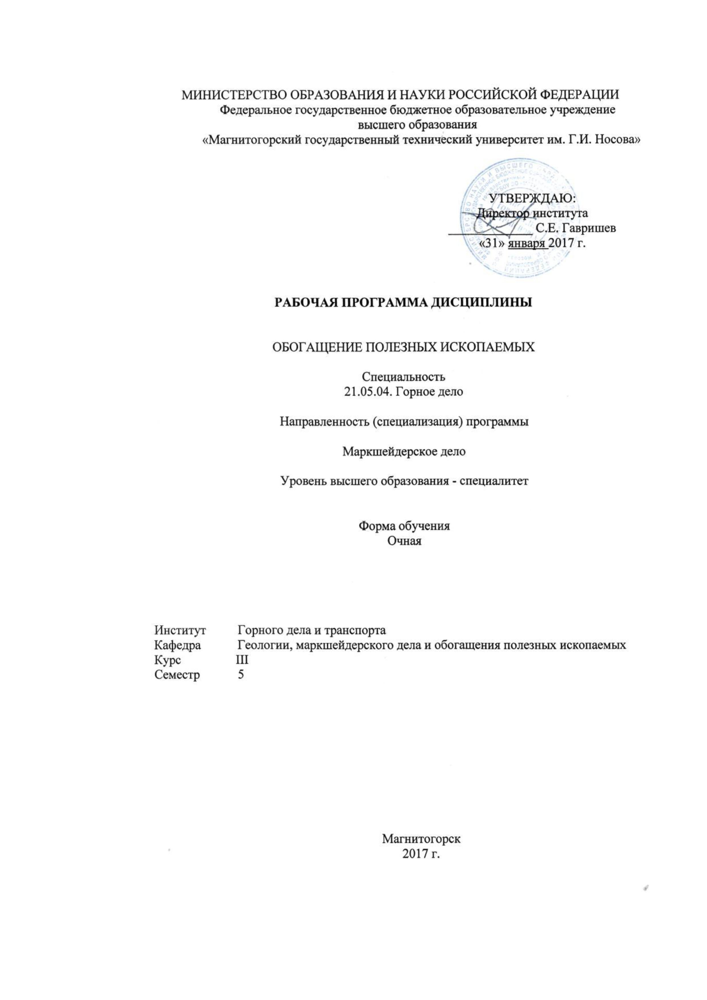 МИНИСТЕРСТВО ОБРАЗОВАНИЯ И НАУКИ РОССИЙСКОЙ ФЕДЕРАЦИИ
Федеральное государственное бюджетное образовательное учреждение
высшего образования
«Магнитогорский государственный технический университет им. Г.И. Носова»
УТВЕРЖДАЮ:
Директор института
С.Е. Гавришев
«31» января 2017 г.
РАБОЧАЯ ПРОГРАММА ДИСЦИПЛИНЫ
ОБОГАЩЕНИЕ ПОЛЕЗНЫХ ИСКОПАЕМЫХ
Специальность
21.05.04. Горное дело
Направленность (специализация) программы
Маркшейдерское дело
Уровень высшего образования - специалитет
Форма обучения
Очная
Институт Горного дела и транспорта
Кафедра Геологии, маркшейдерского дела и обогащения полезных ископаемых
Курс III
Семестр 5
Магнитогорск
2017 г.